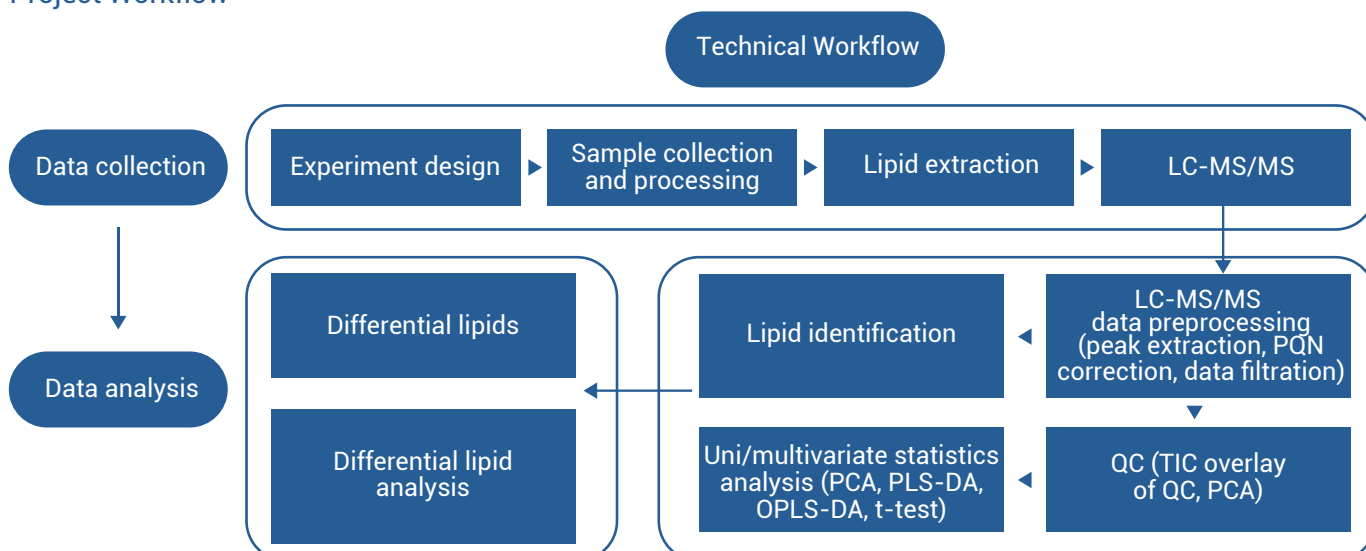 Project Workflow
Technical Workflow
Data collection
Experiment design
Sample collection
and processing
Lipid extraction
LC-MS/MS
Data analysis
Differential lipids
Differential lipid
analysis
Lipid identification
LC-MS/MS
data preprocessing
(peak extraction, PQN
correction, data filtration)
Uni/multivariate statistics
analysis (PCA, PLS-DA,
OPLS-DA, t-test)
QC (TIC overlay
of QC, PCA)